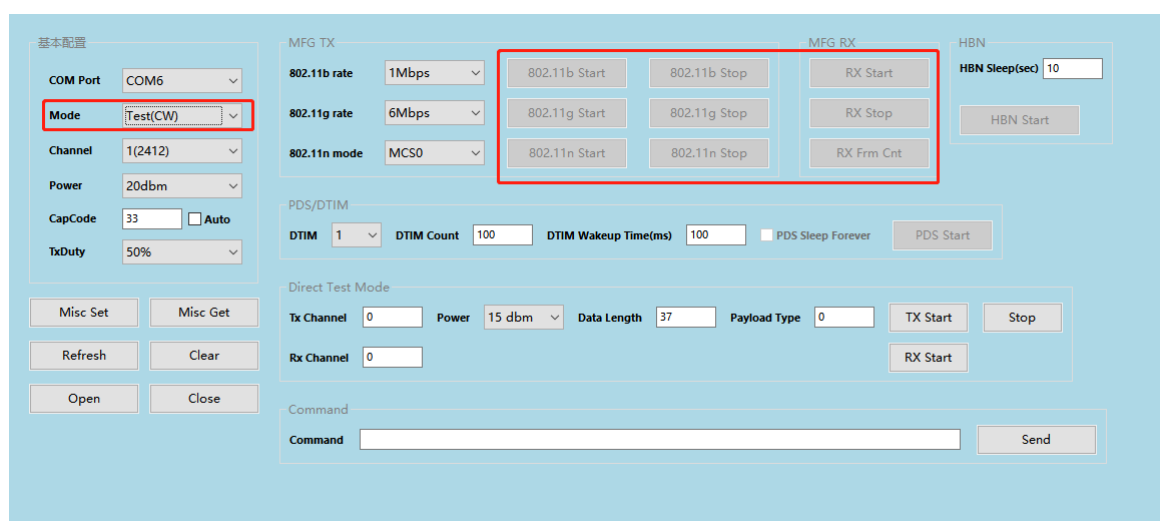 基本配置
COM Port COM6
Mode Test(CW)
Channel 1(2412)
Power 20dbm
CapCode 33 Auto
TxDuty 50%
Misc Set Misc Get
Refresh Clear
Open Close
MFG TX
802.11b rate 1Mbps 802.11b Start 802.11b Stop
802.11g rate 6Mbps 802.11g Start 802.11g Stop
802.11n mode MCS0 802.11n Start 802.11n Stop
MFG RX
RX Start
RX Stop
RX Frm Cnt
HBN
HBN Sleep(sec) 10
HBN Start
PDS/DTIM
DTIM 1 DTIM Count 100 DTIM Wakeup Time(ms) 100 PDS Sleep Forever PDS Start
Direct Test Mode
Tx Channel 0 Power 15 dbm Data Length 37 Payload Type 0 TX Start Stop
Rx Channel 0 RX Start
Command
Command Send